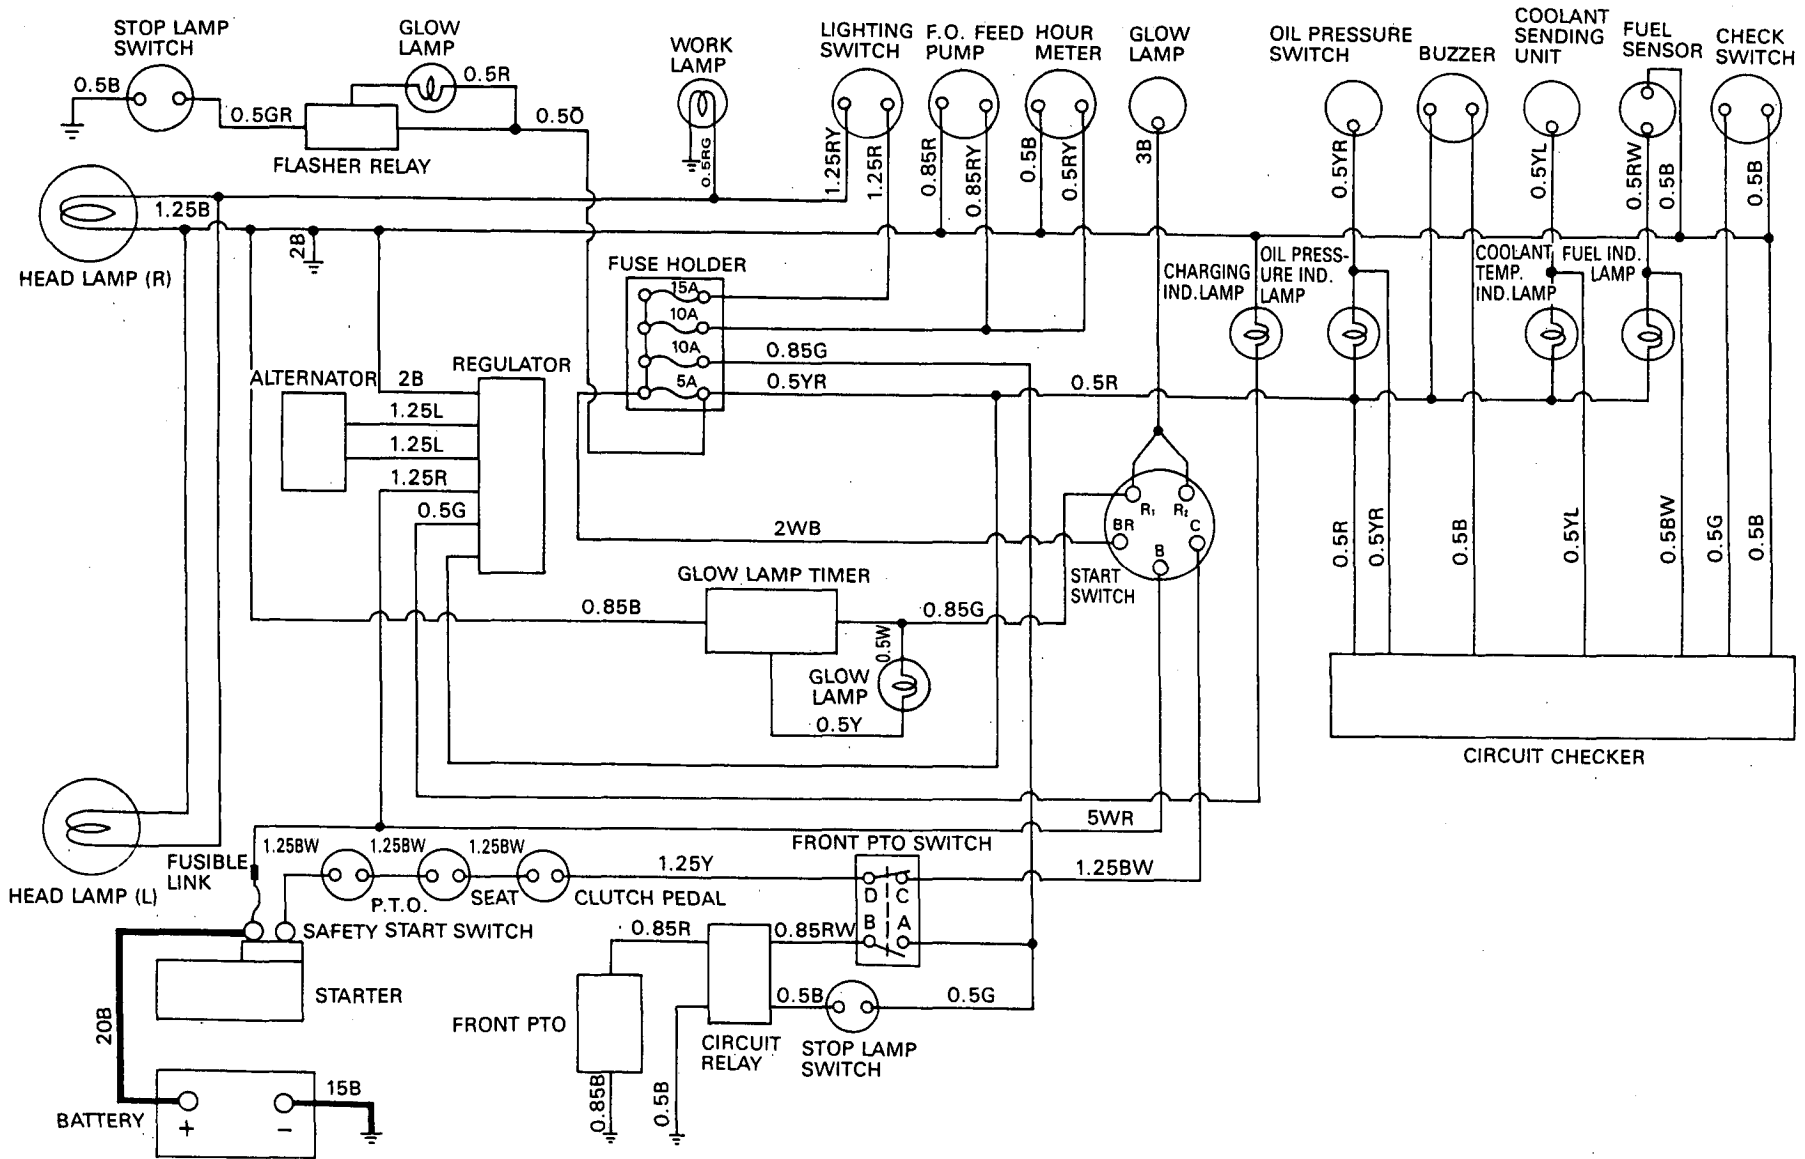 STOP LAMP
SWITCH
GLOW
LAMP
WORK
LAMP
LIGHTING
SWITCH
F.O. FEED
PUMP
HOUR
METER
GLOW
LAMP
OIL PRESSURE
SWITCH
BUZZER
COOLANT
SENDING
UNIT
FUEL
SENSOR
CHECK
SWITCH
0.5B
0.5GR
0.5R
0.5O
FLASHER RELAY
0.5RG
1.25RY
1.25R
0.85R
0.85RY
0.5B
0.5RY
3B
0.5YR
0.5YL
0.5RW
0.5B
0.5B
1.25B
2B
HEAD LAMP (R)
FUSE HOLDER
15A
10A
10A
5A
CHARGING
IND.LAMP
OIL PRESS-
URE IND.
LAMP
COOLANT
TEMP.
IND.LAMP
FUEL IND.
LAMP
0.85G
0.5YR
0.5R
ALTERNATOR
REGULATOR
2B
1.25L
1.25L
1.25R
0.5G
2WB
R1
R2
BR
C
B
START
SWITCH
0.5R
0.5YR
0.5B
0.5YL
0.5BW
0.5G
0.5B
GLOW LAMP TIMER
0.85B
0.85G
0.5W
GLOW
LAMP
0.5Y
CIRCUIT CHECKER
5WR
HEAD LAMP (L)
FUSIBLE
LINK
1.25BW
1.25BW
1.25BW
1.25Y
FRONT PTO SWITCH
1.25BW
P.T.O.
SEAT
CLUTCH PEDAL
D
C
B
A
SAFETY START SWITCH
0.85R
0.85RW
STARTER
0.5B
0.5G
20B
FRONT PTO
CIRCUIT
RELAY
STOP LAMP
SWITCH
BATTERY
+
−
15B
0.85B
0.5B